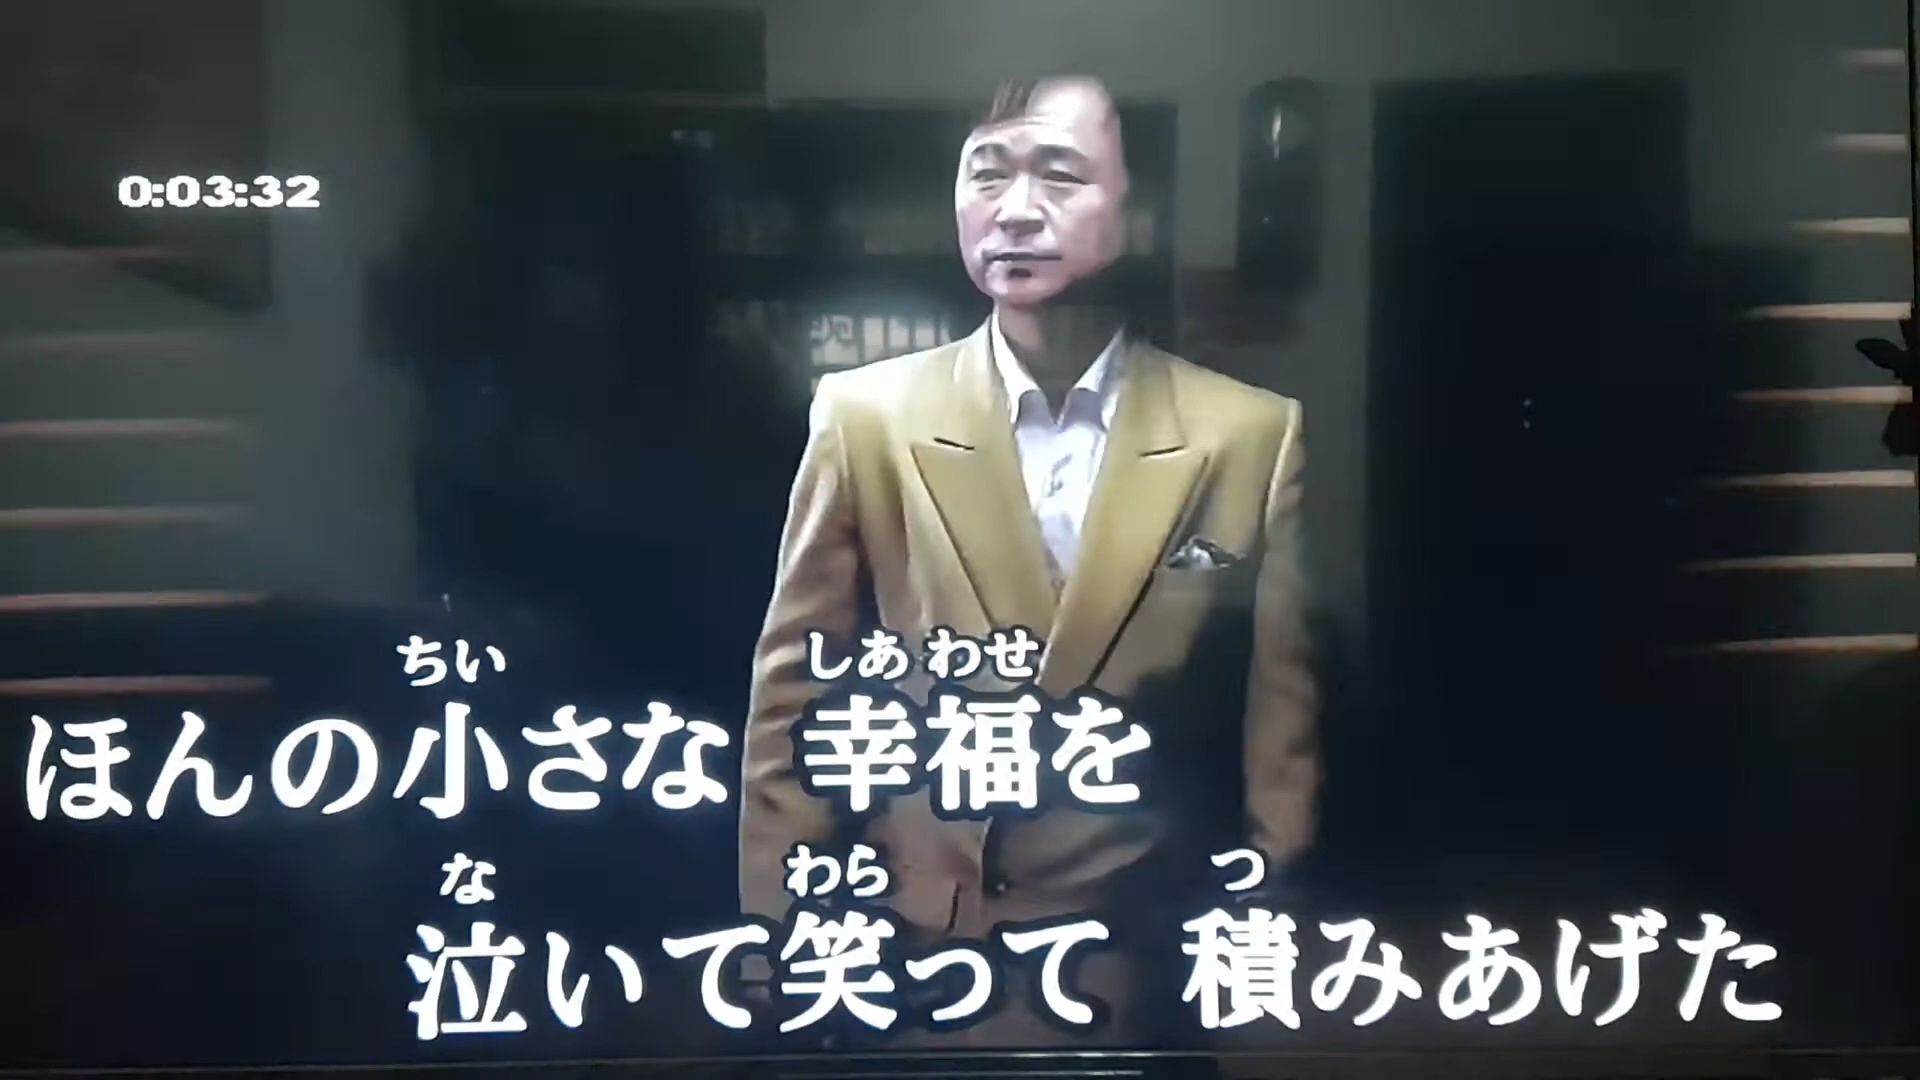 0:03:32
ちい しあわせ
ほんの小さな 幸福を
な わら つ
泣いて笑って 積みあげた